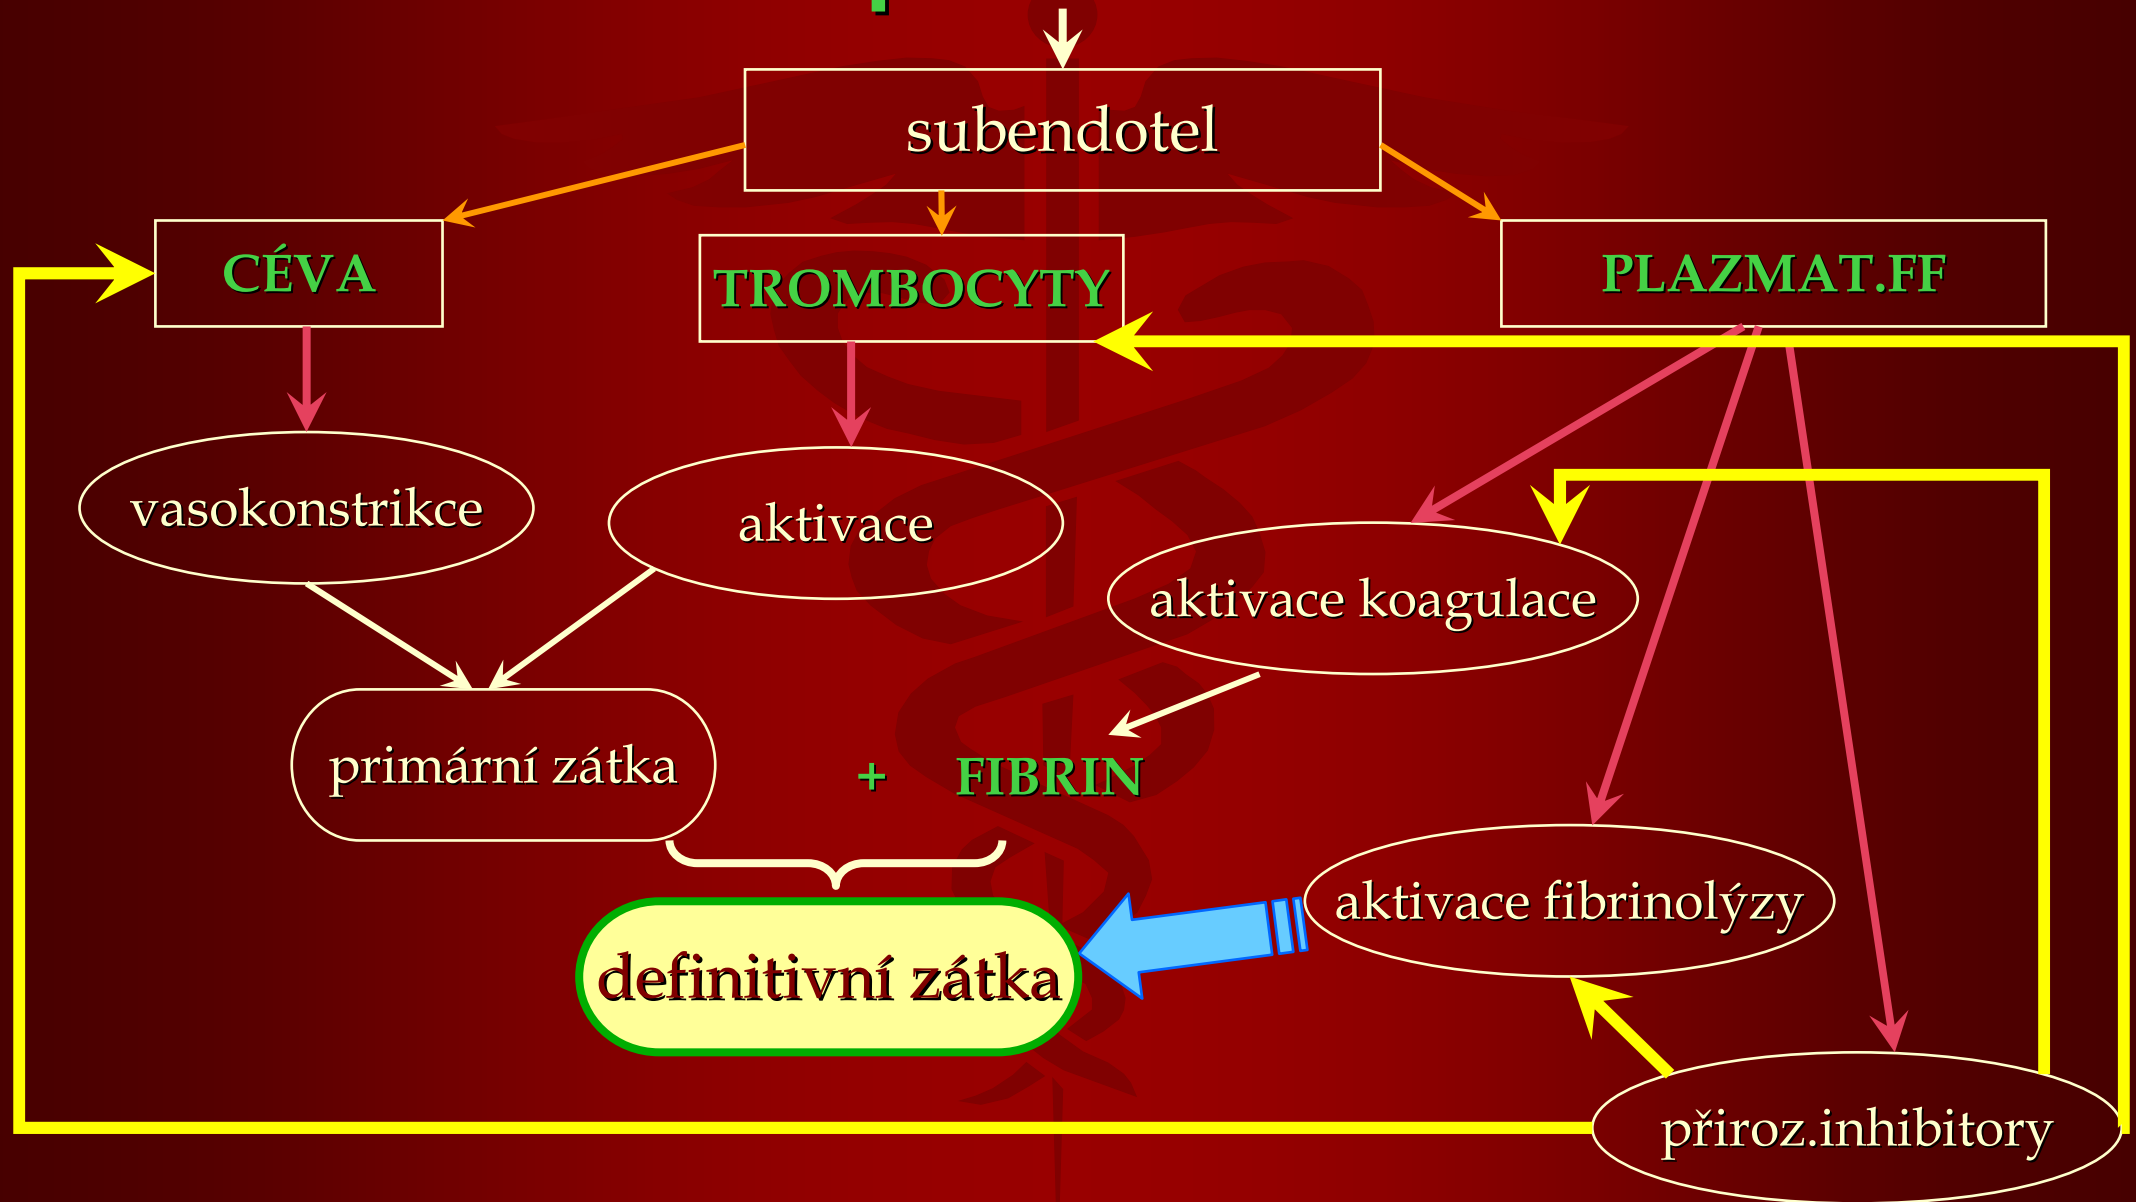 subendotel
CÉVA
TROMBOCYTY
PLAZMAT.FF
vasokonstrikce
aktivace
aktivace koagulace
primární zátka
+ FIBRIN
aktivace fibrinolýzy
definitivní zátka
přiroz.inhibitory